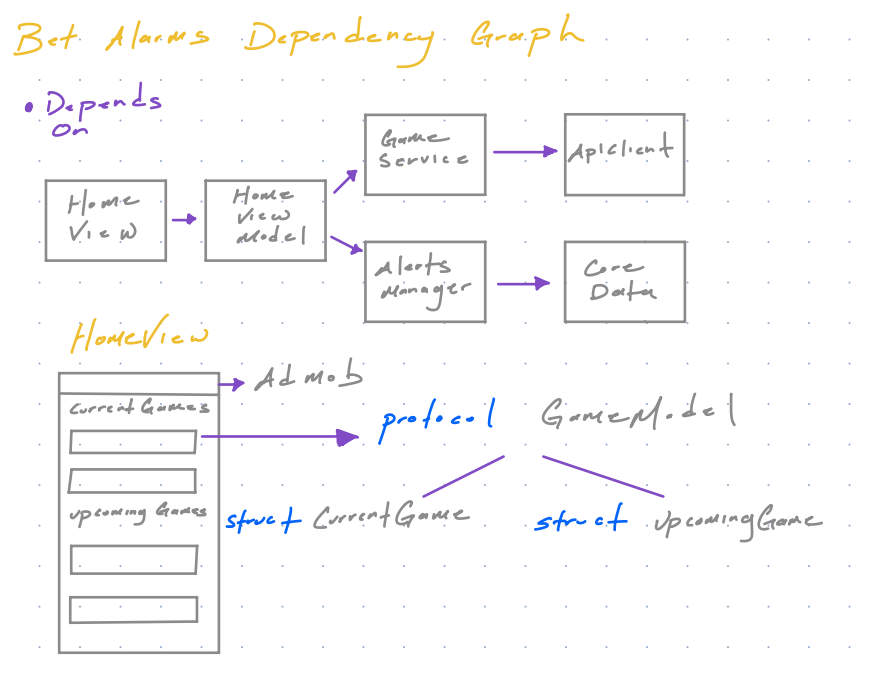 Bet Alarms Dependency Graph
• Depends
On
Home
View
Home
View
Model
Game
Service
ApiClient
Alerts
Manager
Core
Data
HomeView
Admob
Current Games
protocol GameModel
Upcoming Games
struct CurrentGame
struct UpcomingGame